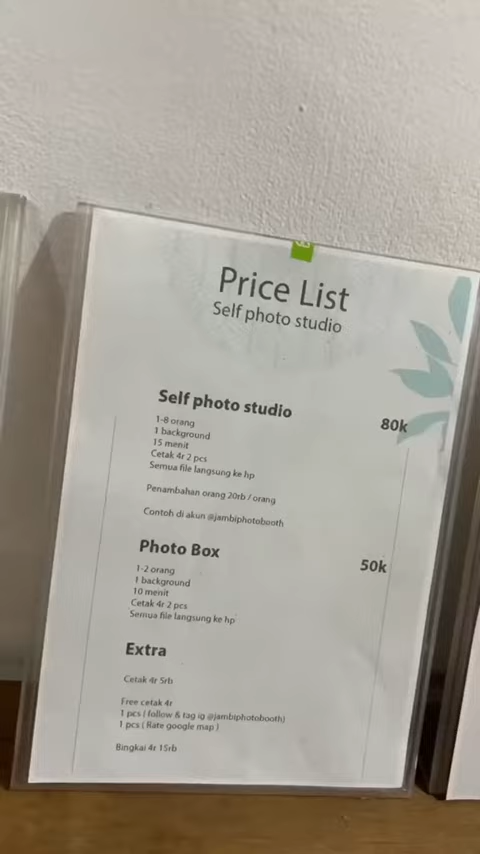 Price List
Self photo studio
Self photo studio
80k
1-8 orang
1 background
15 menit
Cetak 4r 2 pcs
Semua file langsung ke hp
Penambahan orang 20rb / orang
Contoh di akun @jambiphotobooth
Photo Box
50k
1-2 orang
1 background
10 menit
Cetak 4r 2 pcs
Semua file langsung ke hp
Extra
Cetak 4r 5rb
Free cetak 4r
1 pcs ( follow & tag ig @jambiphotobooth)
1 pcs ( Rate google map )
Bingkai 4r 15rb